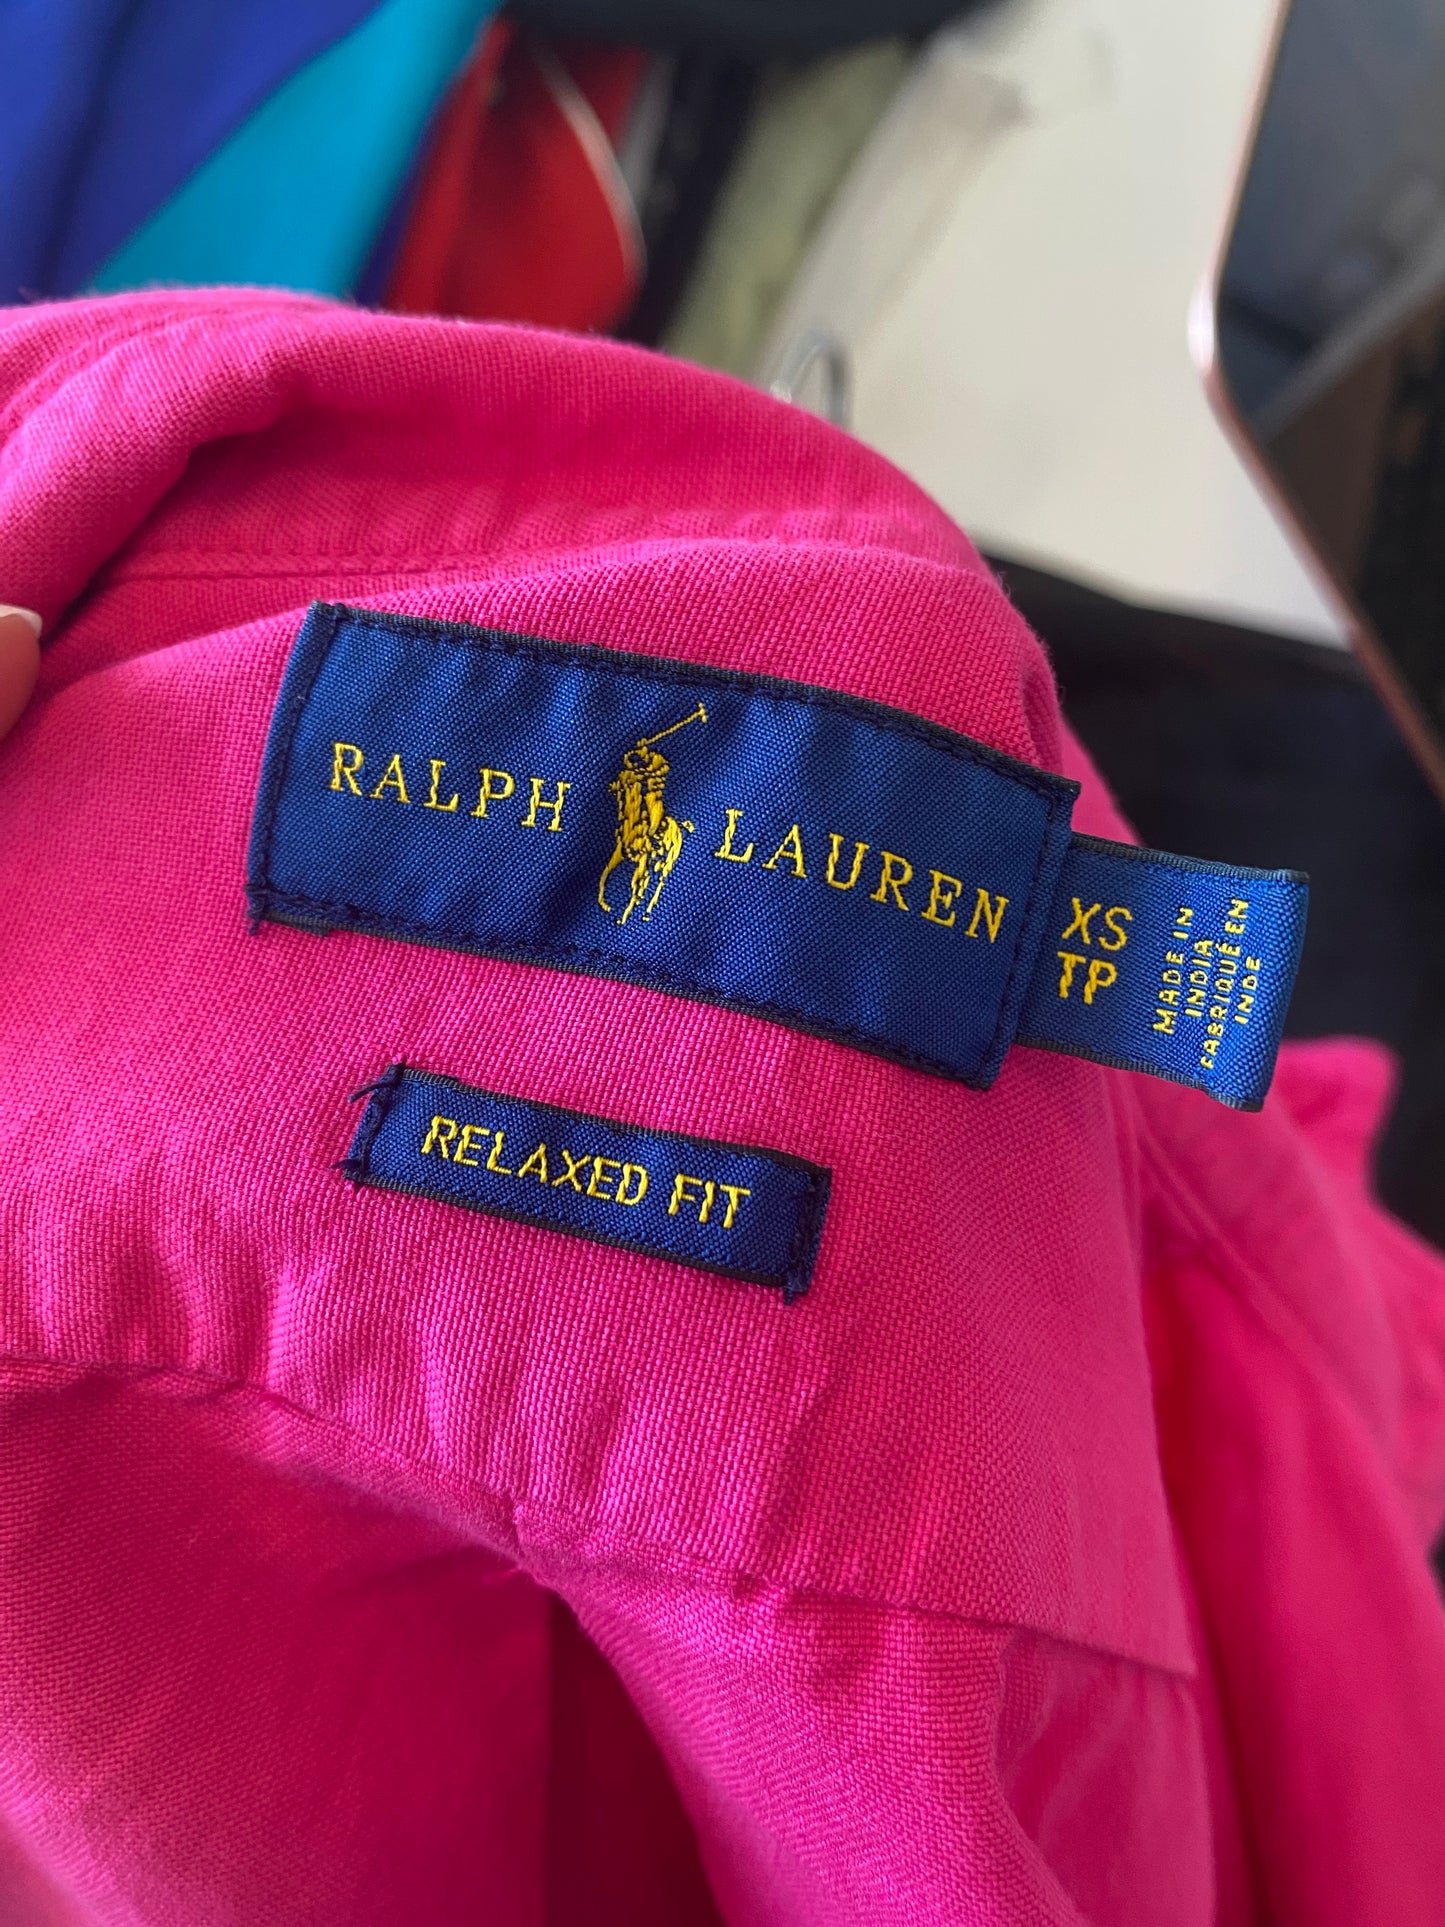 RALPH LAUREN
XS
TP
MADE IN
INDIA
FABRIQUÉ EN
INDE
RELAXED FIT